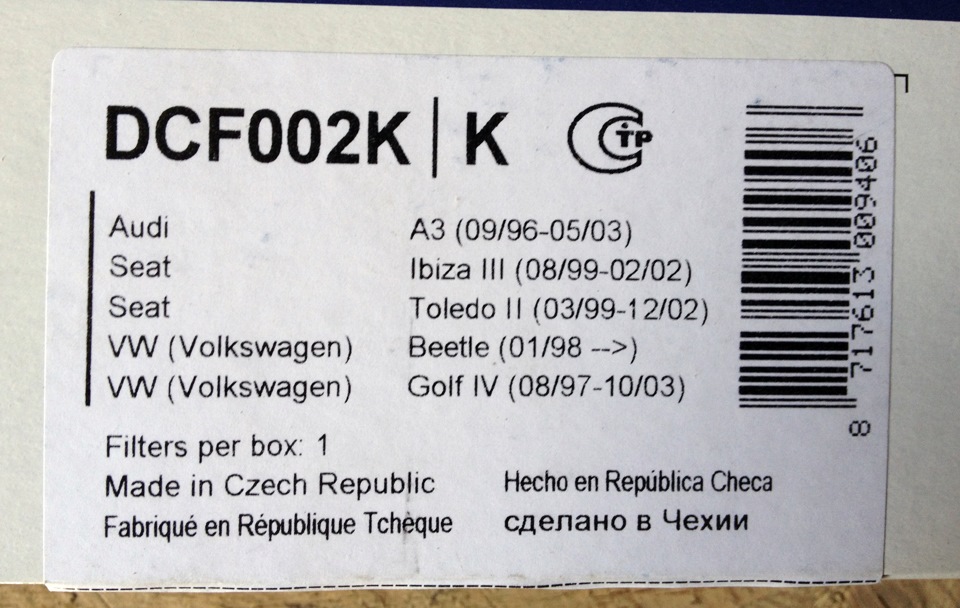 DCF002K | K
СТР
Audi A3 (09/96-05/03)
Seat Ibiza III (08/99-02/02)
Seat Toledo II (03/99-12/02)
VW (Volkswagen) Beetle (01/98 -->)
VW (Volkswagen) Golf IV (08/97-10/03)
Filters per box: 1
Made in Czech Republic Hecho en República Checa
Fabriqué en République Tchèque сделано в Чехии
8 717613 009406